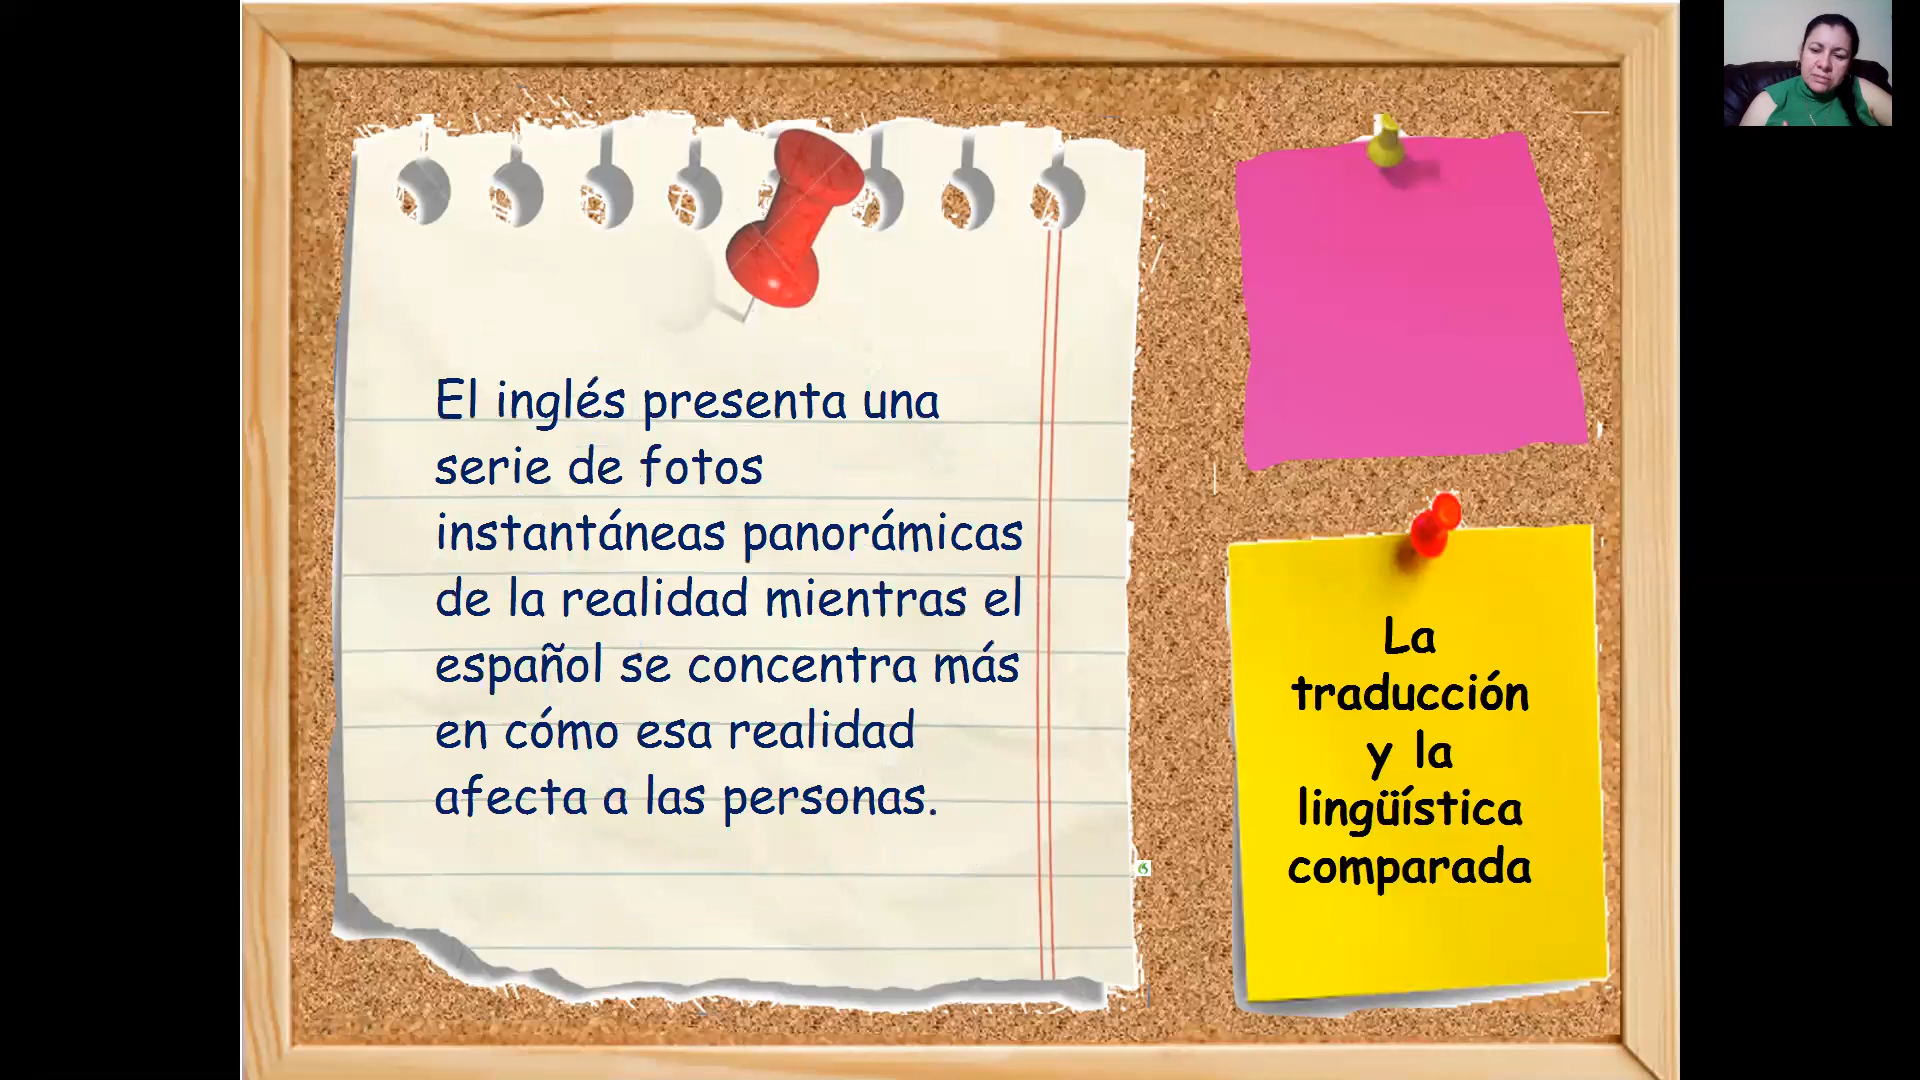 El inglés presenta una
serie de fotos
instantáneas panorámicas
de la realidad mientras el
español se concentra más
en cómo esa realidad
afecta a las personas.
La
traducción
y la
lingüística
comparada